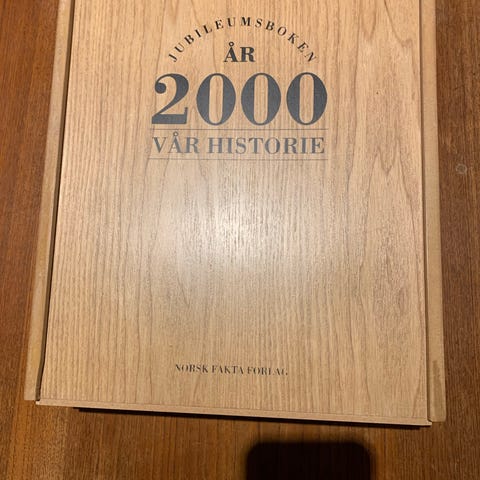 JUBILEUMSBOKEN
ÅR
2000
VÅR HISTORIE
NORSK FAKTA FORLAG